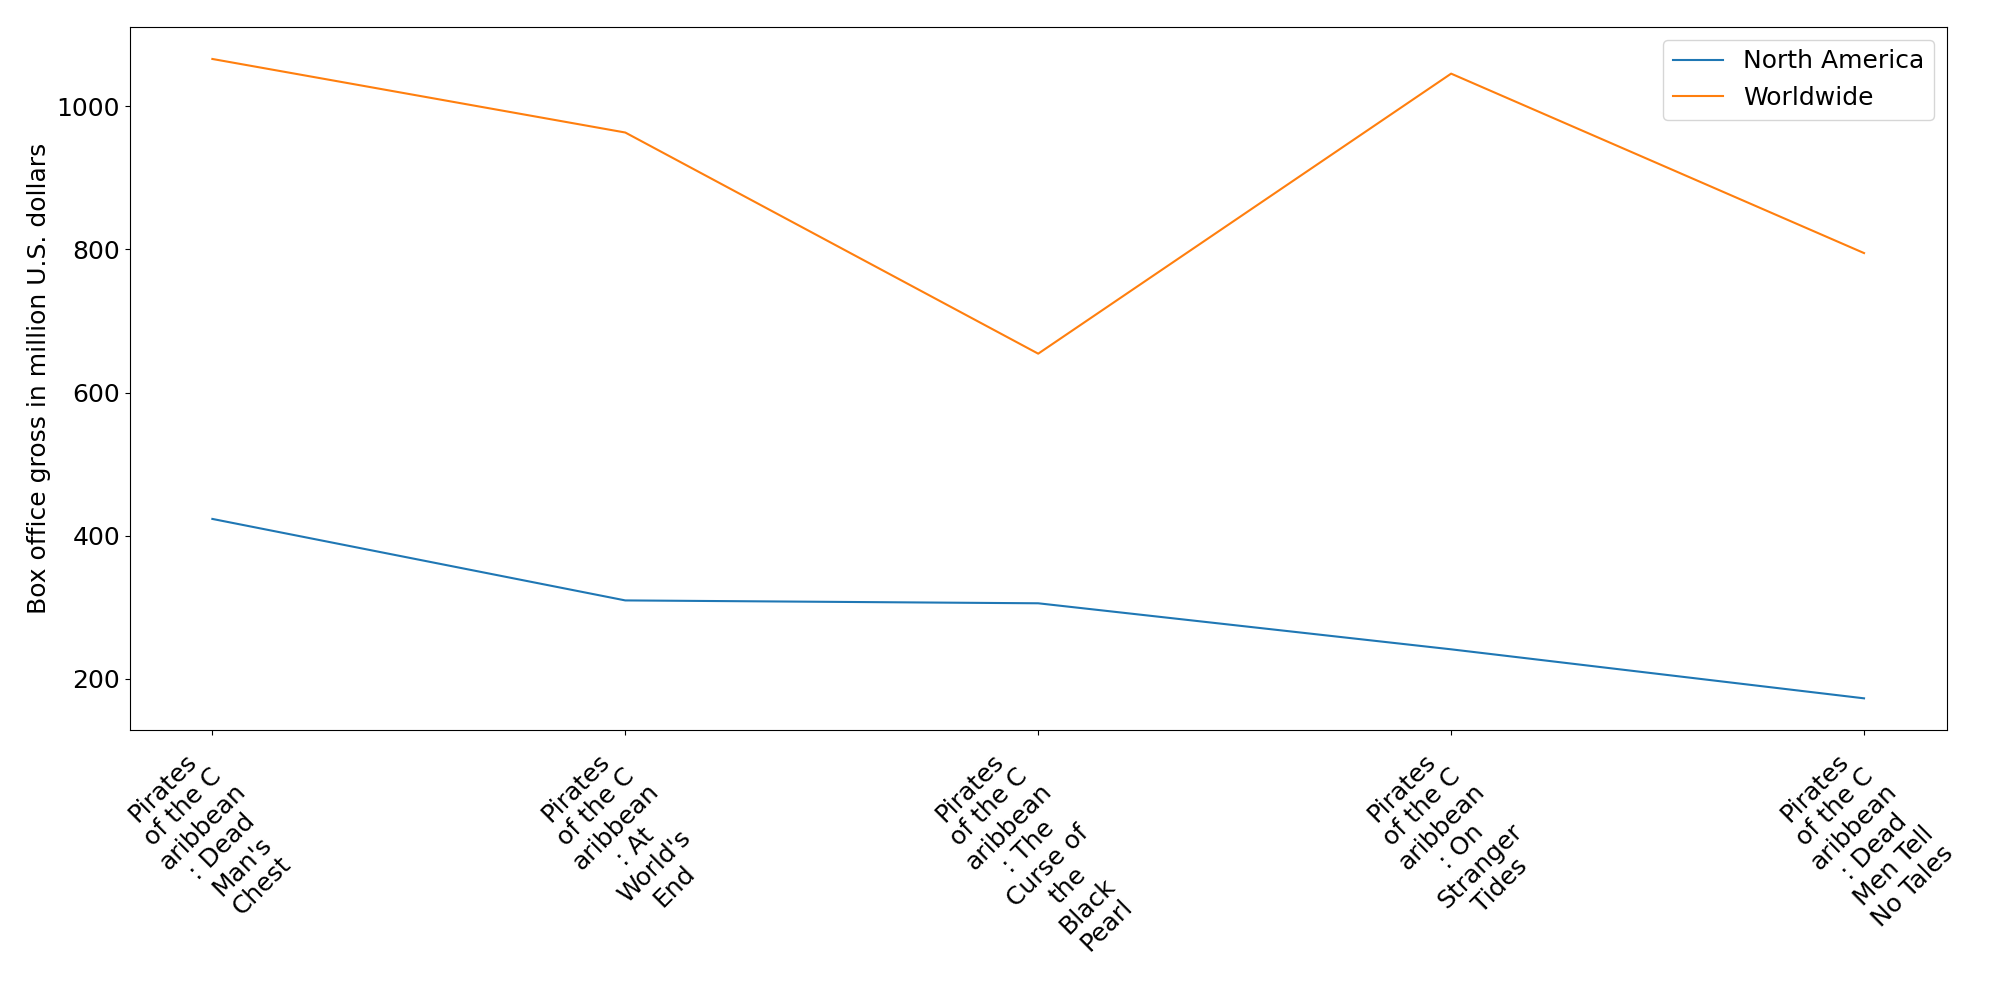 Box office gross in million U.S. dollars
1000
800
600
400
200
North America
Worldwide
Pirates
of the C
aribbean
: Dead
Man's
Chest
Pirates
of the C
aribbean
: At
World's
End
Pirates
of the C
aribbean
: The
Curse of
the
Black
Pearl
Pirates
of the C
aribbean
: On
Stranger
Tides
Pirates
of the C
aribbean
: Dead
Men Tell
No Tales